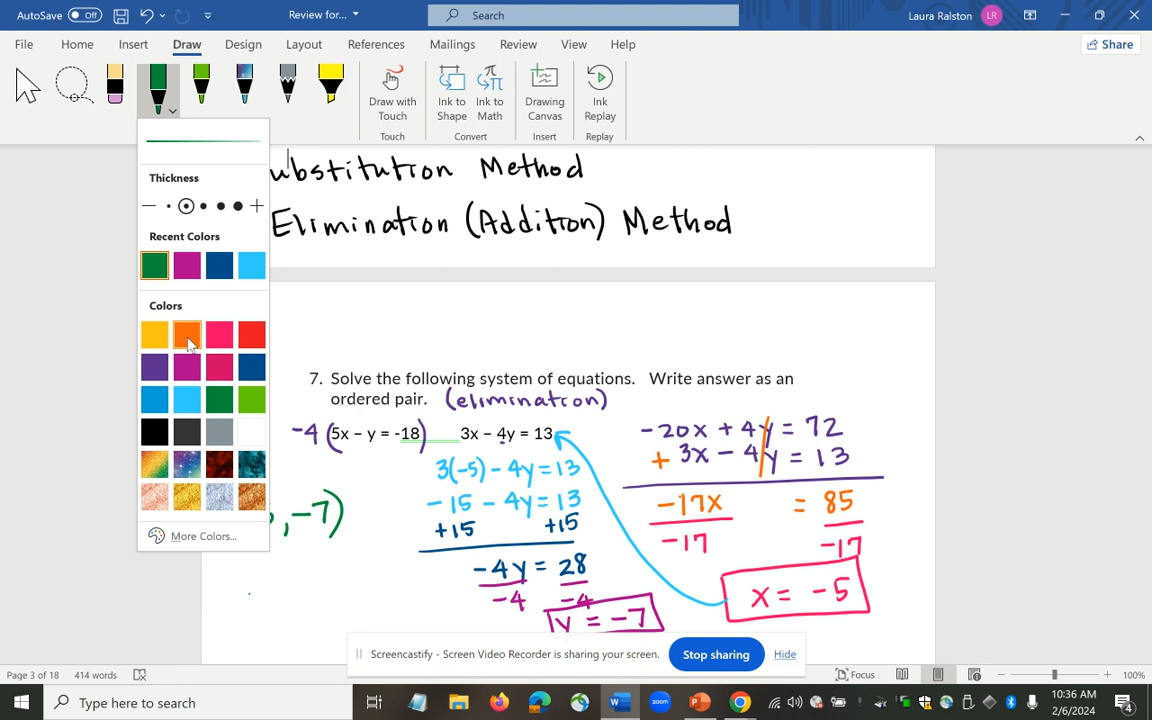 AutoSave Off Review for... Search Laura Ralston LR
File Home Insert Draw Design Layout References Mailings Review View Help Share
Draw with Touch Ink to Shape Ink to Math Drawing Canvas Ink Replay
Touch Convert Insert Replay
Thickness
Recent Colors
Colors
More Colors...
ubstitution Method
Elimination (Addition) Method
7. Solve the following system of equations. Write answer as an
ordered pair. (elimination)
-4(5x – y = -18) 3x – 4y = 13
-20x + 4y = 72
+ 3x - 4y = 13
3(-5) - 4y = 13
-15 - 4y = 13
+15 +15
-4y = 28
-4 -4
y = -7
-17x = 85
-17 -17
x = -5
, -7)
Screencastify - Screen Video Recorder is sharing your screen. Stop sharing Hide
Page 3 of 18 414 words Focus 100%
Type here to search
10:36 AM
2/6/2024
4